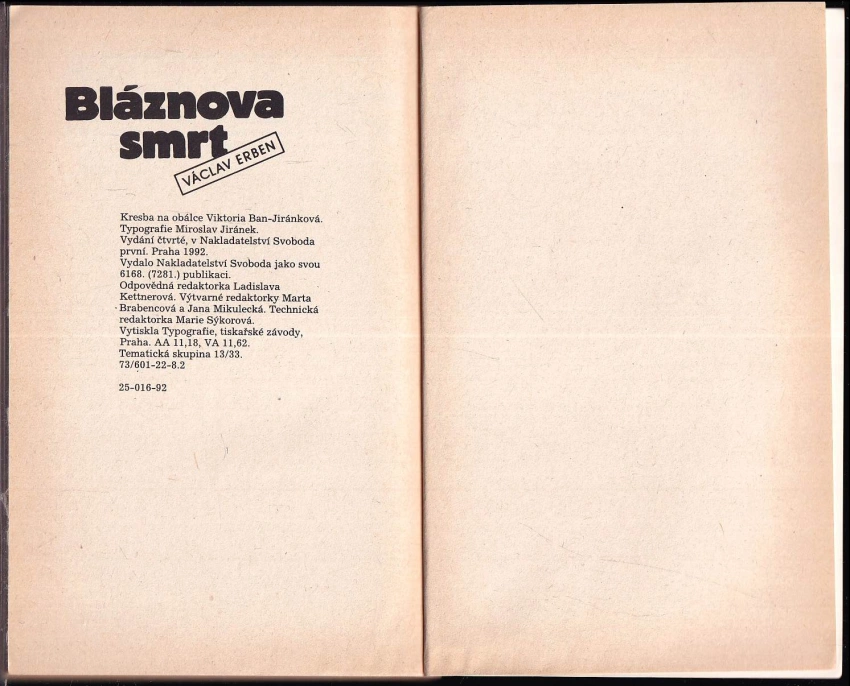 Bláznova
smrt
VÁCLAV ERBEN
Kresba na obálce Viktoria Ban-Jiránková.
Typografie Miroslav Jiránek.
Vydání čtvrté, v Nakladatelství Svoboda
první. Praha 1992.
Vydalo Nakladatelství Svoboda jako svou
6168. (7281.) publikaci.
Odpovědná redaktorka Ladislava
Kettnerová. Výtvarné redaktorky Marta
Brabencová a Jana Mikulecká. Technická
redaktorka Marie Sýkorová.
Vytiskla Typografie, tiskařské závody,
Praha. AA 11,18, VA 11,62.
Tematická skupina 13/33.
73/601-22-8.2
25-016-92